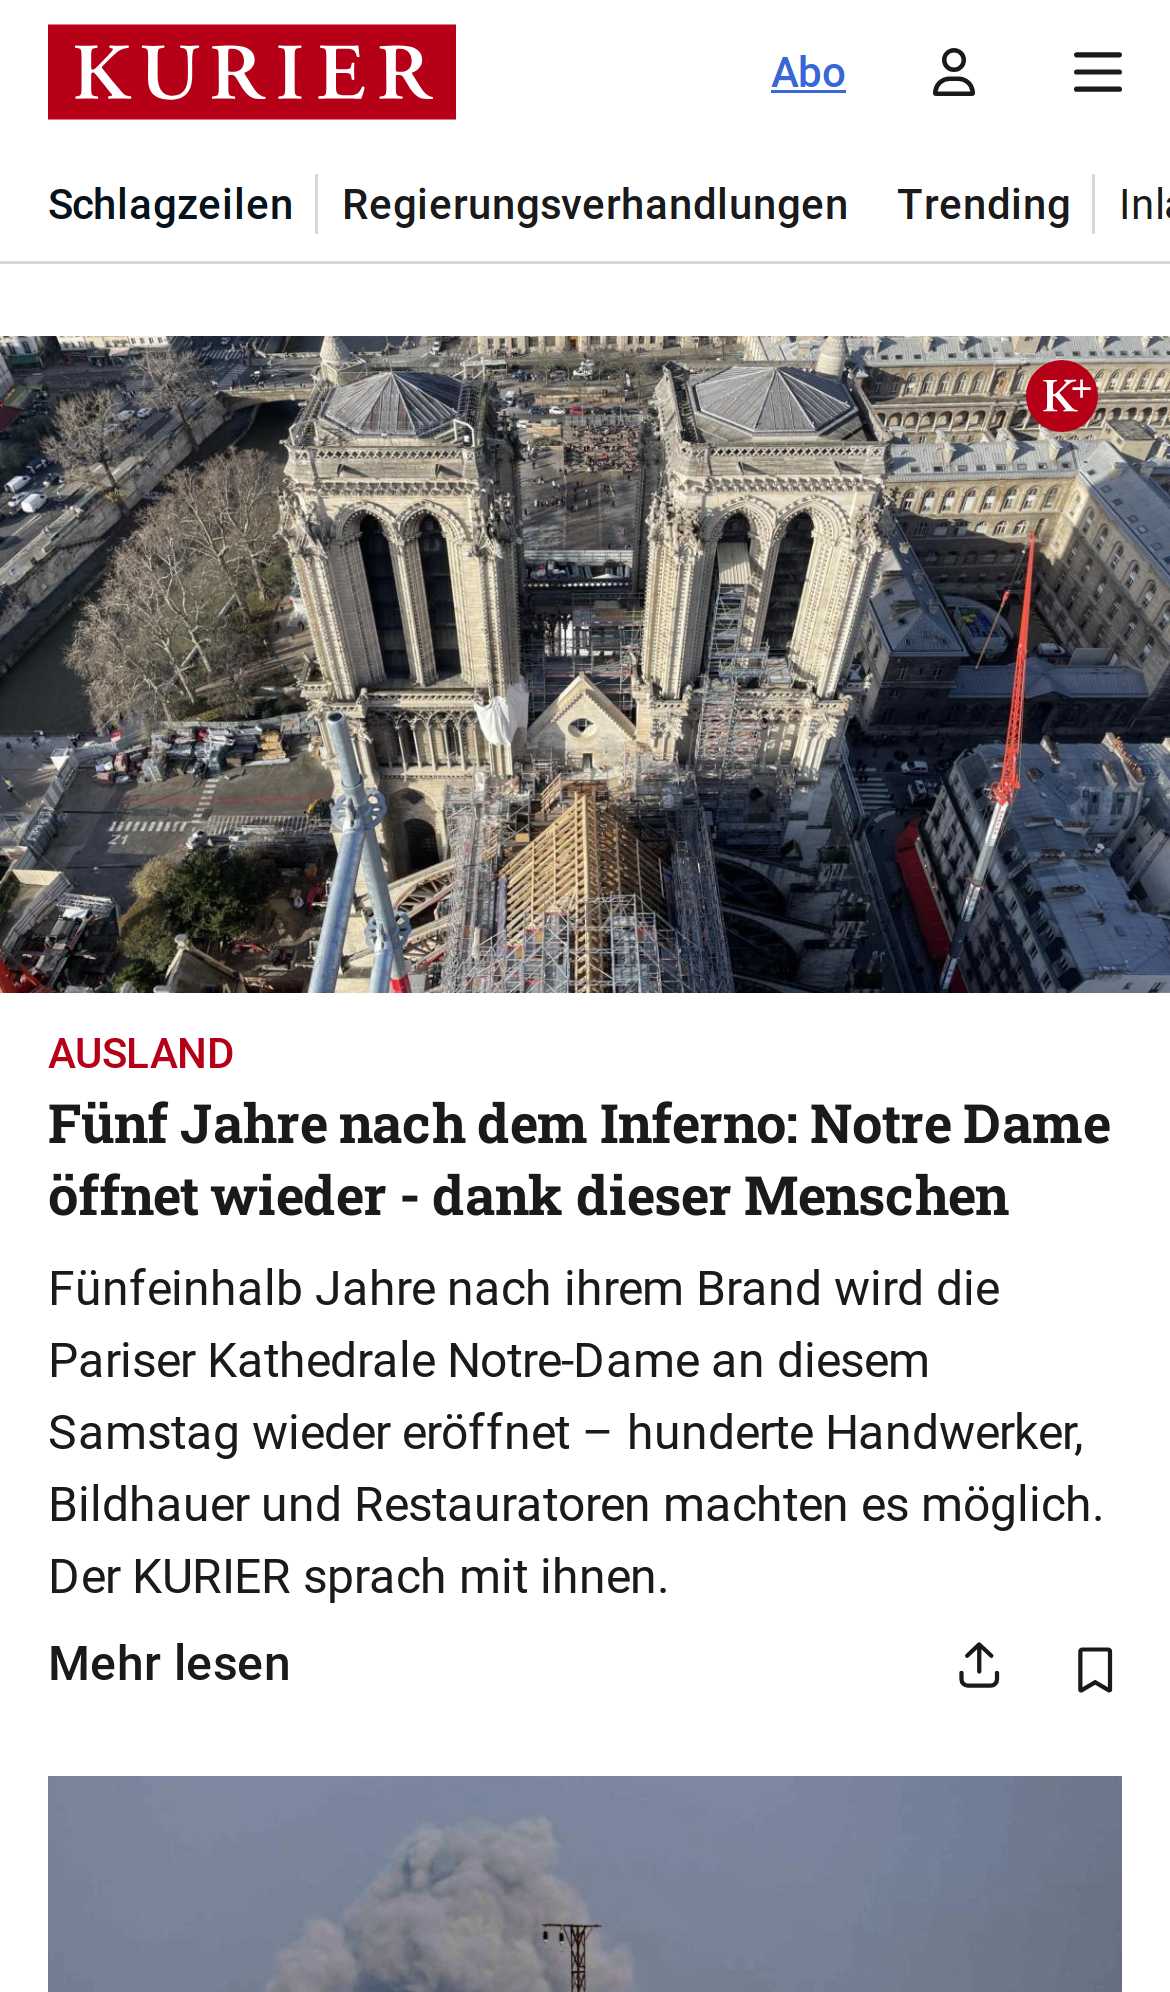 KURIER
Abo
Schlagzeilen
Regierungsverhandlungen
Trending
Inla
K+
AUSLAND
Fünf Jahre nach dem Inferno: Notre Dame
öffnet wieder - dank dieser Menschen
Fünfeinhalb Jahre nach ihrem Brand wird die
Pariser Kathedrale Notre-Dame an diesem
Samstag wieder eröffnet – hunderte Handwerker,
Bildhauer und Restauratoren machten es möglich.
Der KURIER sprach mit ihnen.
Mehr lesen